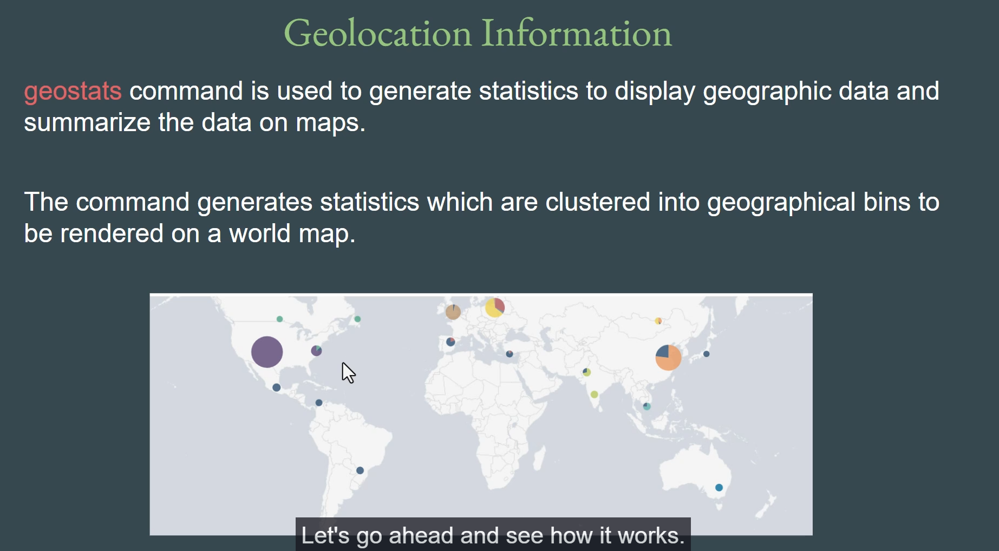 Geolocation Information
geostats command is used to generate statistics to display geographic data and
summarize the data on maps.
The command generates statistics which are clustered into geographical bins to
be rendered on a world map.
Let's go ahead and see how it works.